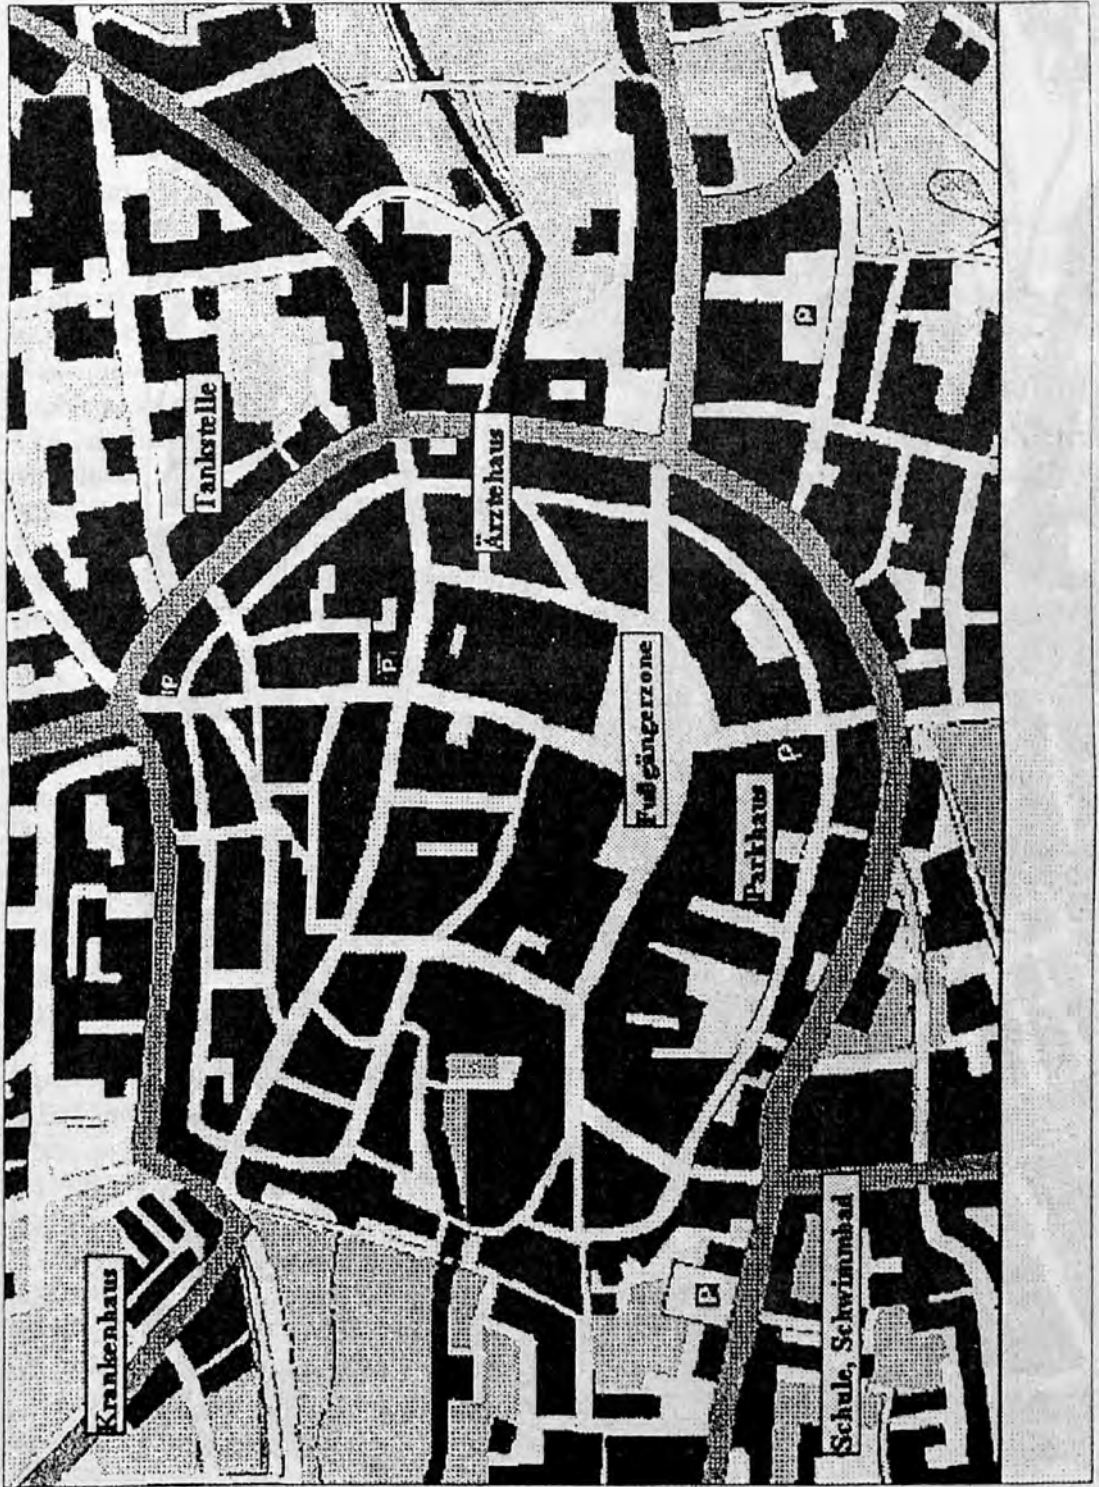 Krankenhaus
Tankstelle
P
P
Ärztehaus
Fußgängerzone
Parkhaus
P
P
P
Schule, Schwimmbad